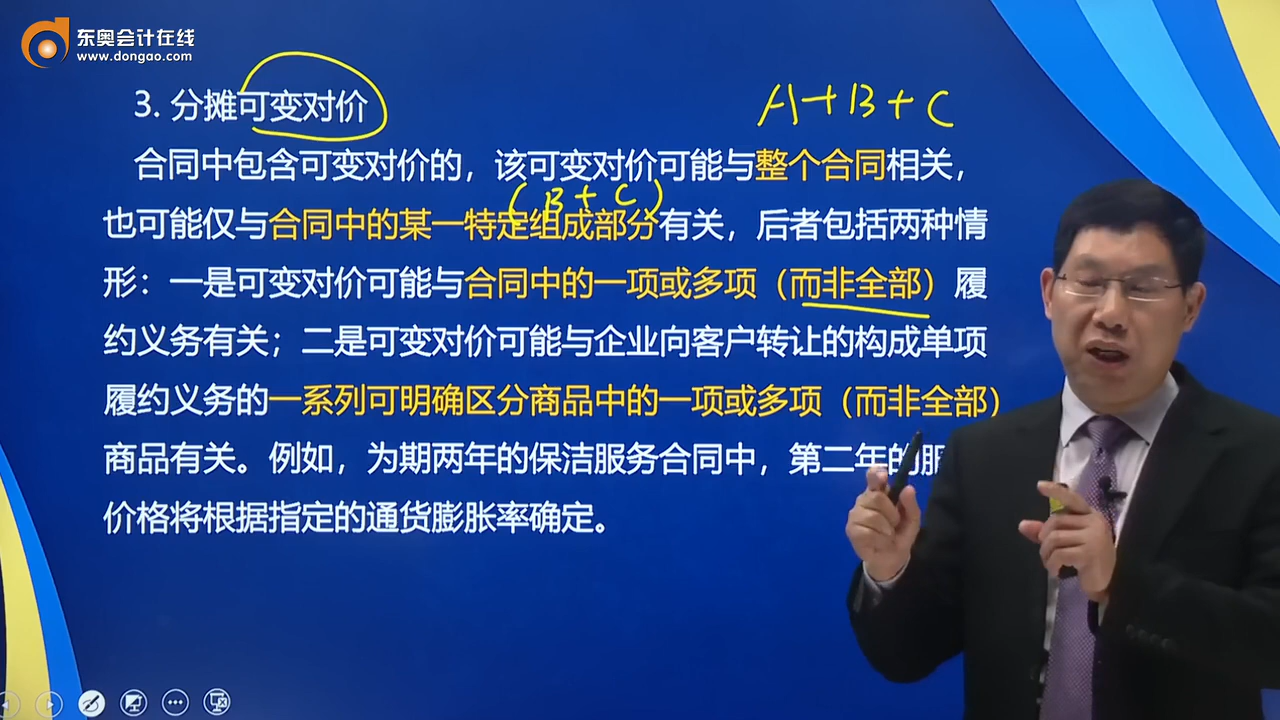 东奥会计在线
www.dongao.com
3. 分摊可变对价
A+B+C
合同中包含可变对价的，该可变对价可能与整个合同相关，
(B+C)
也可能仅与合同中的某一特定组成部分有关，后者包括两种情
形：一是可变对价可能与合同中的一项或多项（而非全部）履
约义务有关；二是可变对价可能与企业向客户转让的构成单项
履约义务的一系列可明确区分商品中的一项或多项（而非全部）
商品有关。例如，为期两年的保洁服务合同中，第二年的
价格将根据指定的通货膨胀率确定。